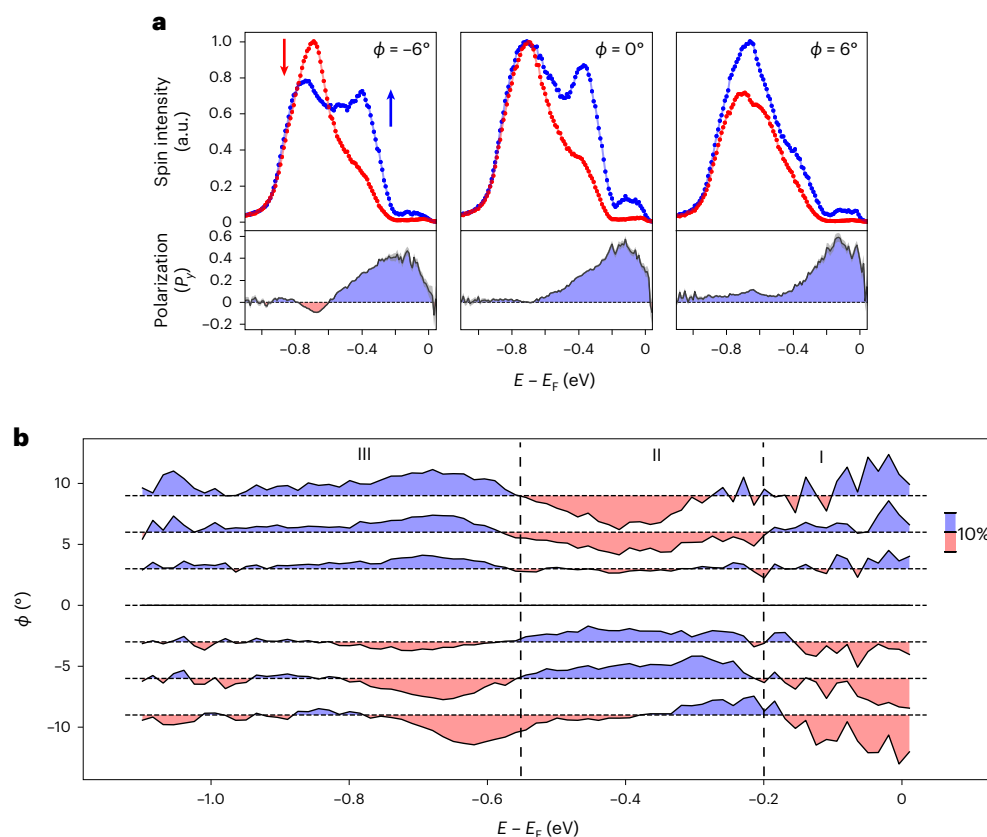 a
ϕ = –6°
ϕ = 0°
ϕ = 6°
Spin intensity
(a.u.)
1.0
0.8
0.6
0.4
0.2
0
Polarization
(Py)
0.6
0.4
0.2
0
–0.2
–0.8 –0.4 0
–0.8 –0.4 0
–0.8 –0.4 0
E – EF (eV)
b
III
II
I
10%
ϕ (°)
10
5
0
–5
–10
–1.0 –0.8 –0.6 –0.4 –0.2 0
E – EF (eV)